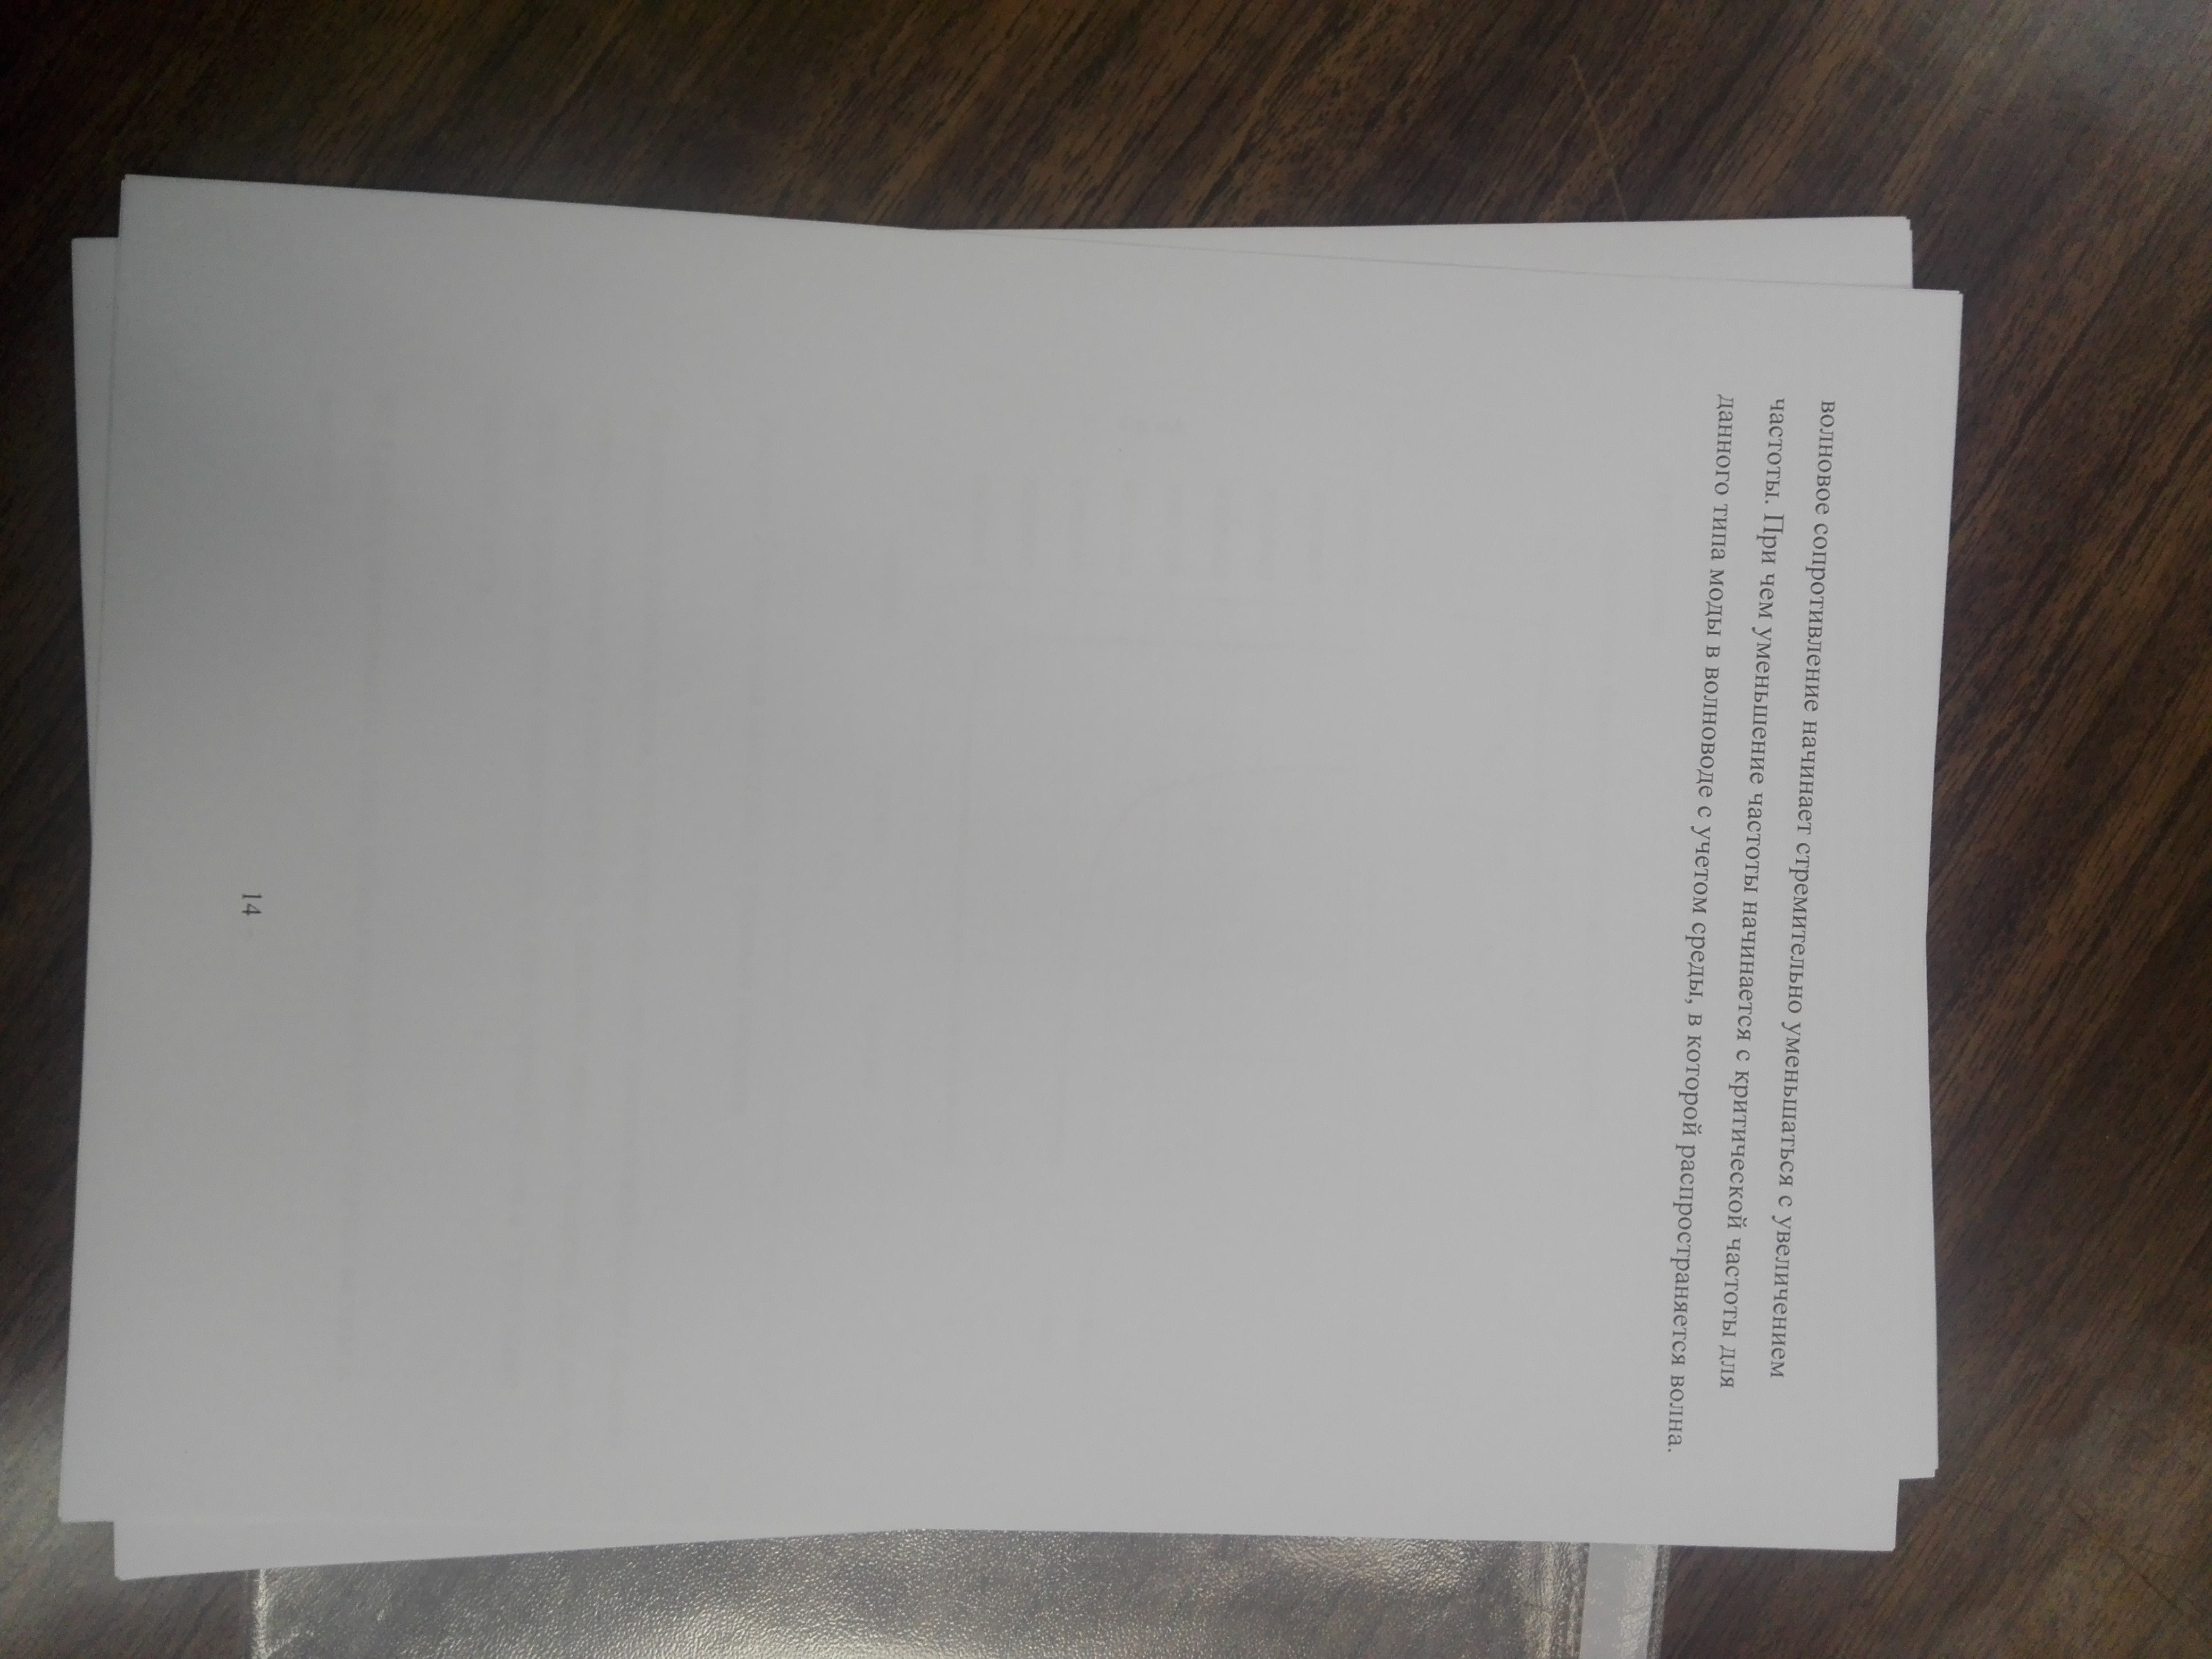 волновое сопротивление начинает стремительно уменьшаться с увеличением
частоты. При чем уменьшение частоты начинается с критической частоты для
данного типа моды в волноводе с учетом среды, в которой распространяется волна.
14